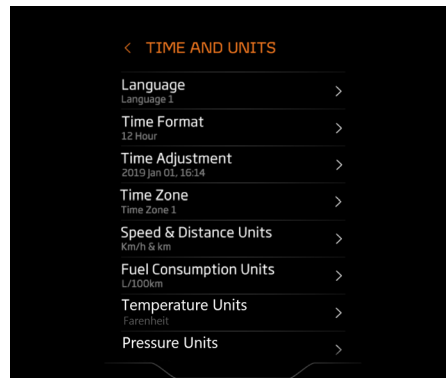 TIME AND UNITS
Language
Language 1
Time Format
12 Hour
Time Adjustment
2019 Jan 01, 16:14
Time Zone
Time Zone 1
Speed & Distance Units
Km/h & km
Fuel Consumption Units
L/100km
Temperature Units
Farenheit
Pressure Units